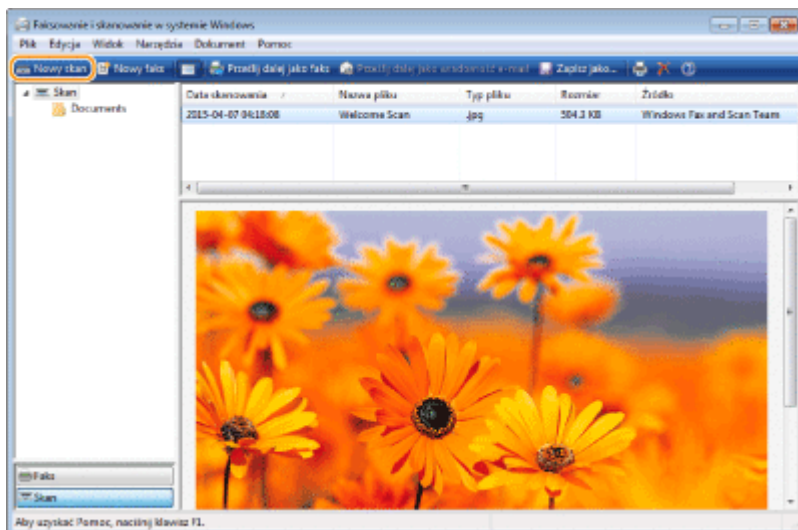 Faksowanie i skanowanie w systemie Windows
Plik Edycja Widok Narzędzia Dokument Pomoc
Nowy skan Nowy faks Prześlij dalej jako faks Prześlij dalej jako wiadomość e-mail Zapisz jako...
Skan
Documents
Data skanowania Nazwa pliku Typ pliku Rozmiar Źródło
2015-04-07 04:18:08 Welcome Scan .jpg 504.3 KB Windows Fax and Scan Team
Faks
Skan
Aby uzyskać Pomoc, naciśnij klawisz F1.